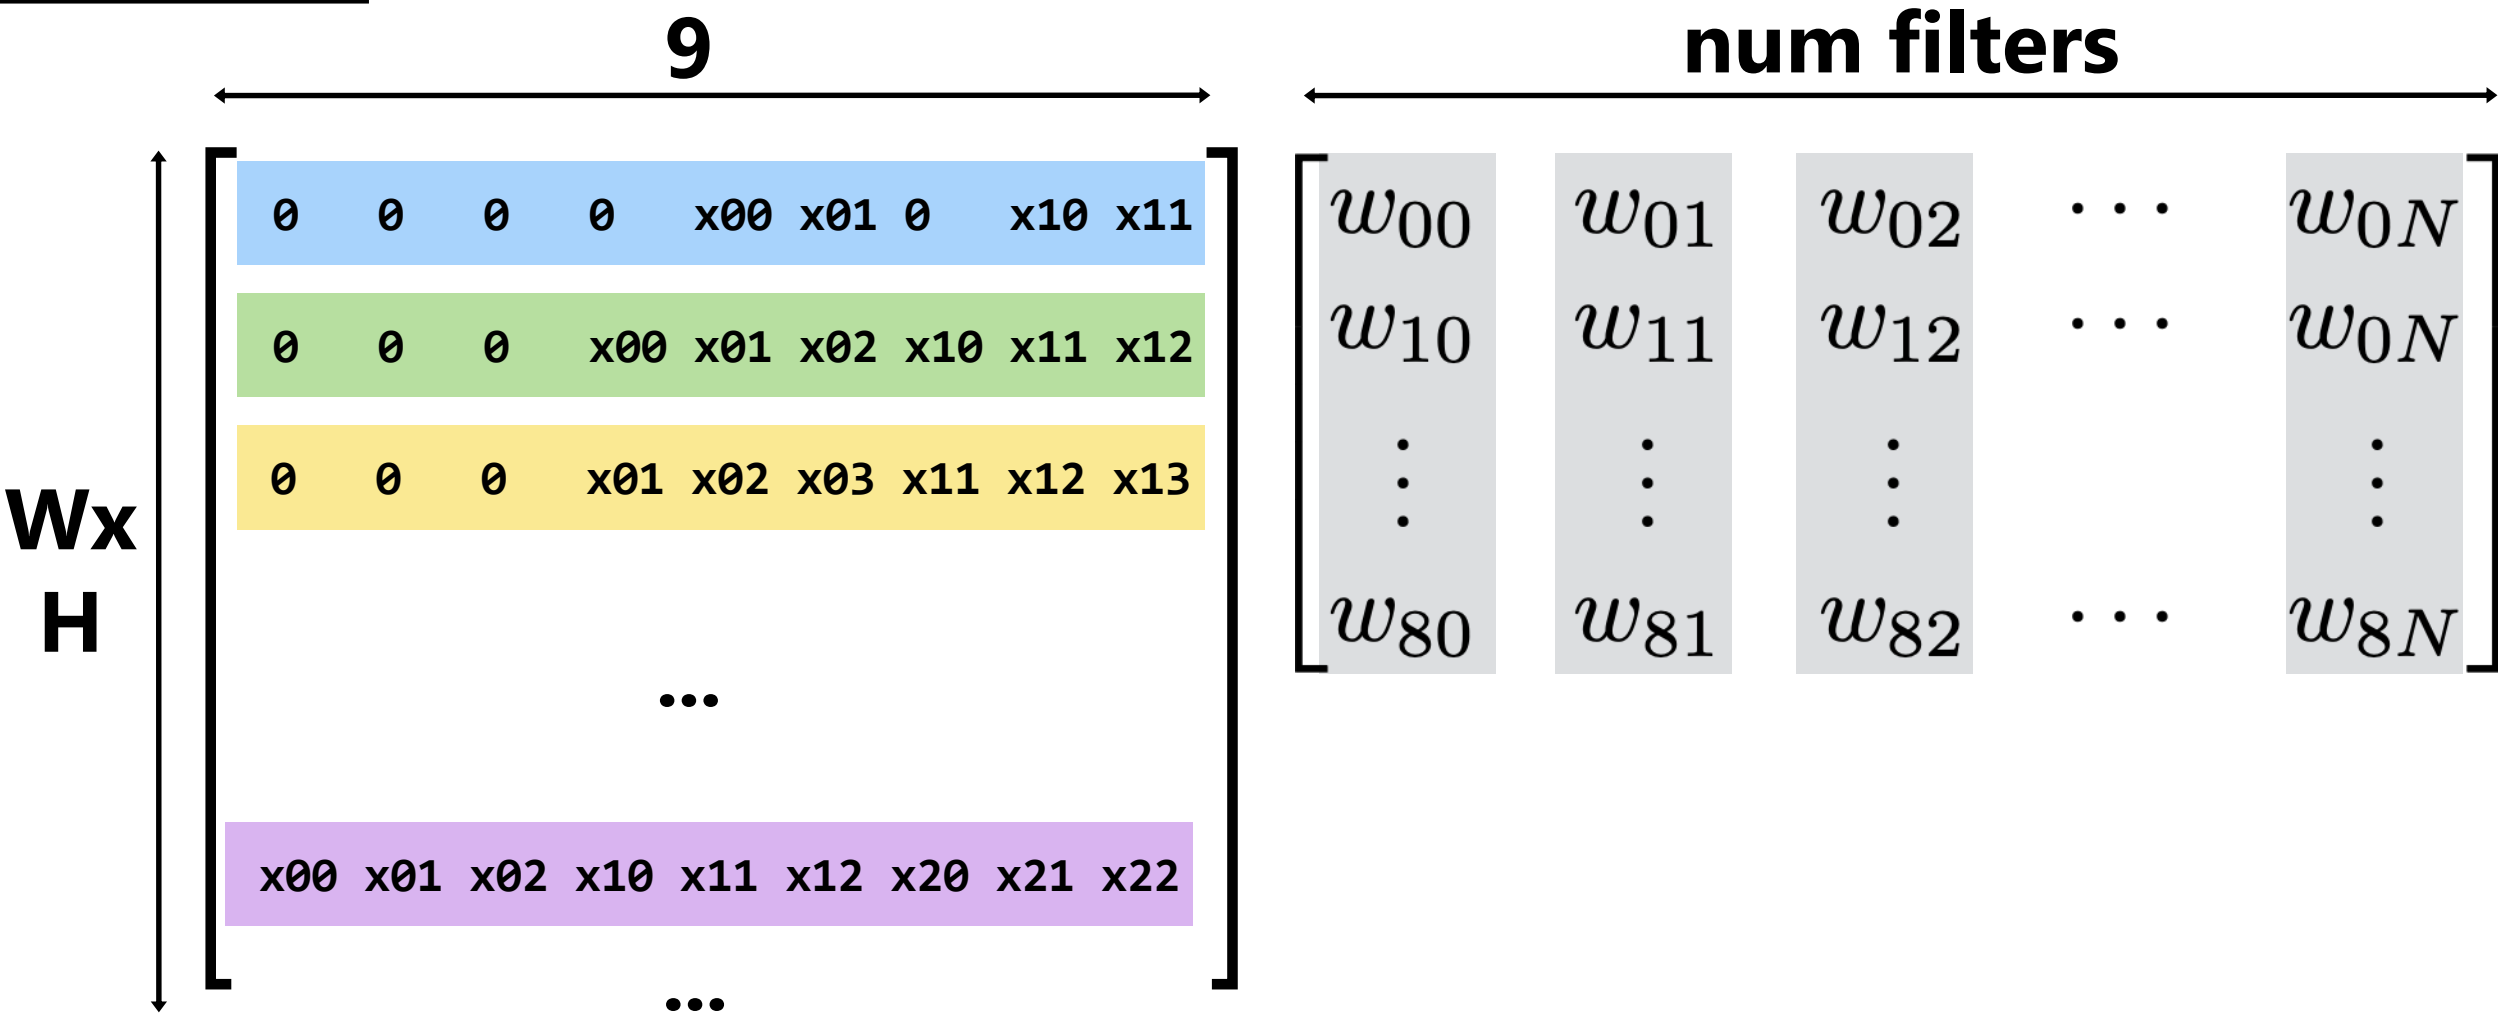 9
num filters
0 0 0 0 x00 x01 0 x10 x11
0 0 0 x00 x01 x02 x10 x11 x12
0 0 0 x01 x02 x03 x11 x12 x13
...
x00 x01 x02 x10 x11 x12 x20 x21 x22
...
Wx
H
w00 w01 w02 ... w0N
w10 w11 w12 ... w0N
⋮ ⋮ ⋮ ⋮
w80 w81 w82 ... w8N